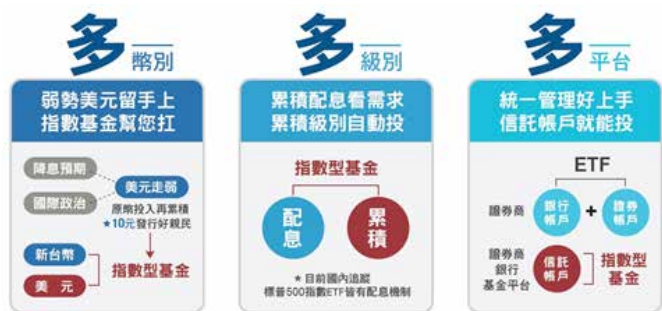 多幣別
弱勢美元留手上
指數基金幫您扛
降息預期
國際政治
美元走弱
原幣投入再累積
★10元發行好親民
新台幣
美元
指數型基金
多級別
累積配息看需求
累積級別自動投
指數型基金
配息
累積
★目前國內追蹤
標普500指數ETF皆有配息機制
多平台
統一管理好上手
信託帳戶就能投
ETF
證券商
銀行帳戶
+
證券帳戶
證券商
銀行
基金平台
信託帳戶
指數型
基金